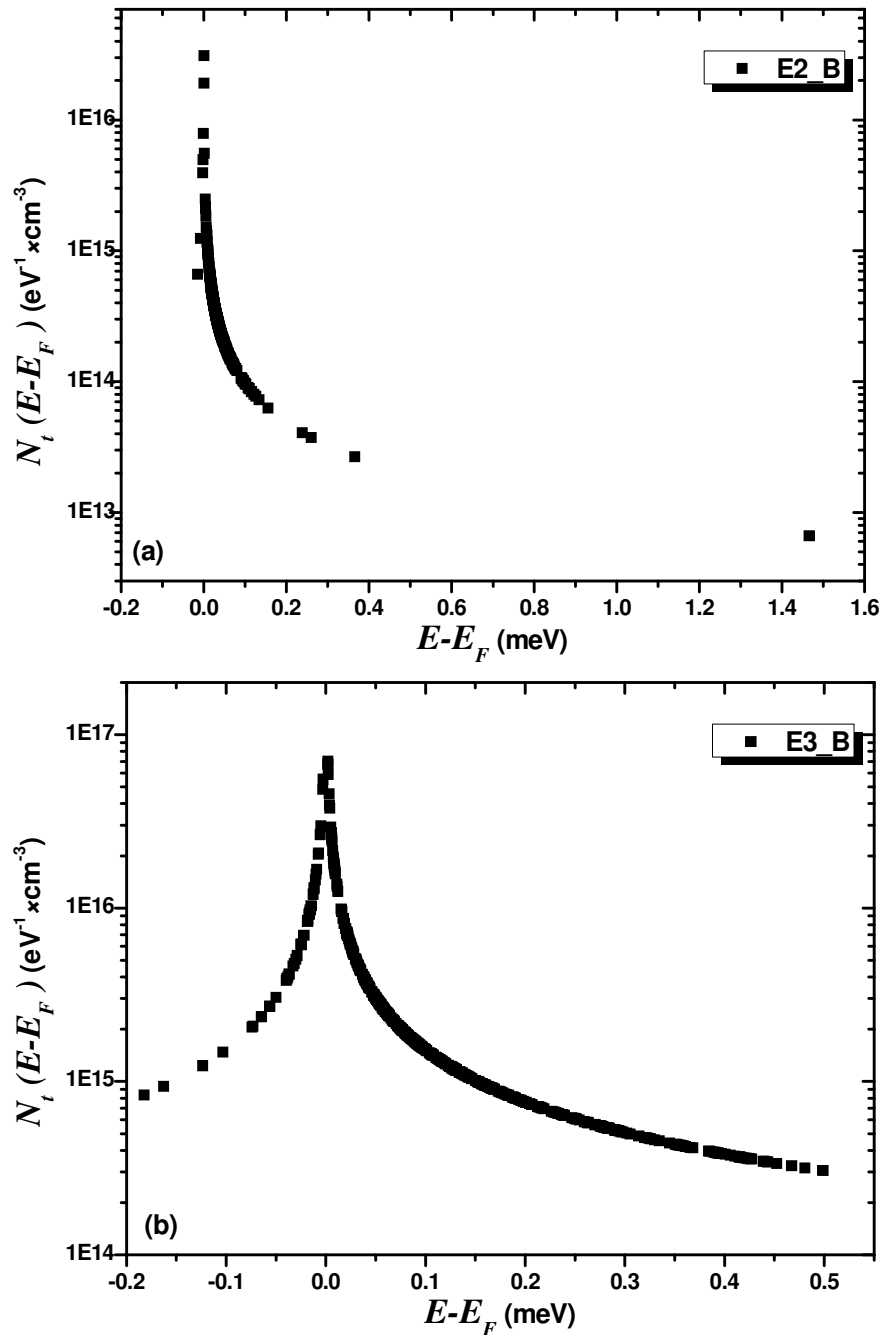 E2_B
1E16
1E15
1E14
1E13
N_t (E-E_F) (eV⁻¹ ×cm⁻³)
(a)
-0.2 0.0 0.2 0.4 0.6 0.8 1.0 1.2 1.4 1.6
E-E_F (meV)
E3_B
1E17
1E16
1E15
1E14
N_t (E-E_F) (eV⁻¹ ×cm⁻³)
(b)
-0.2 -0.1 0.0 0.1 0.2 0.3 0.4 0.5
E-E_F (meV)